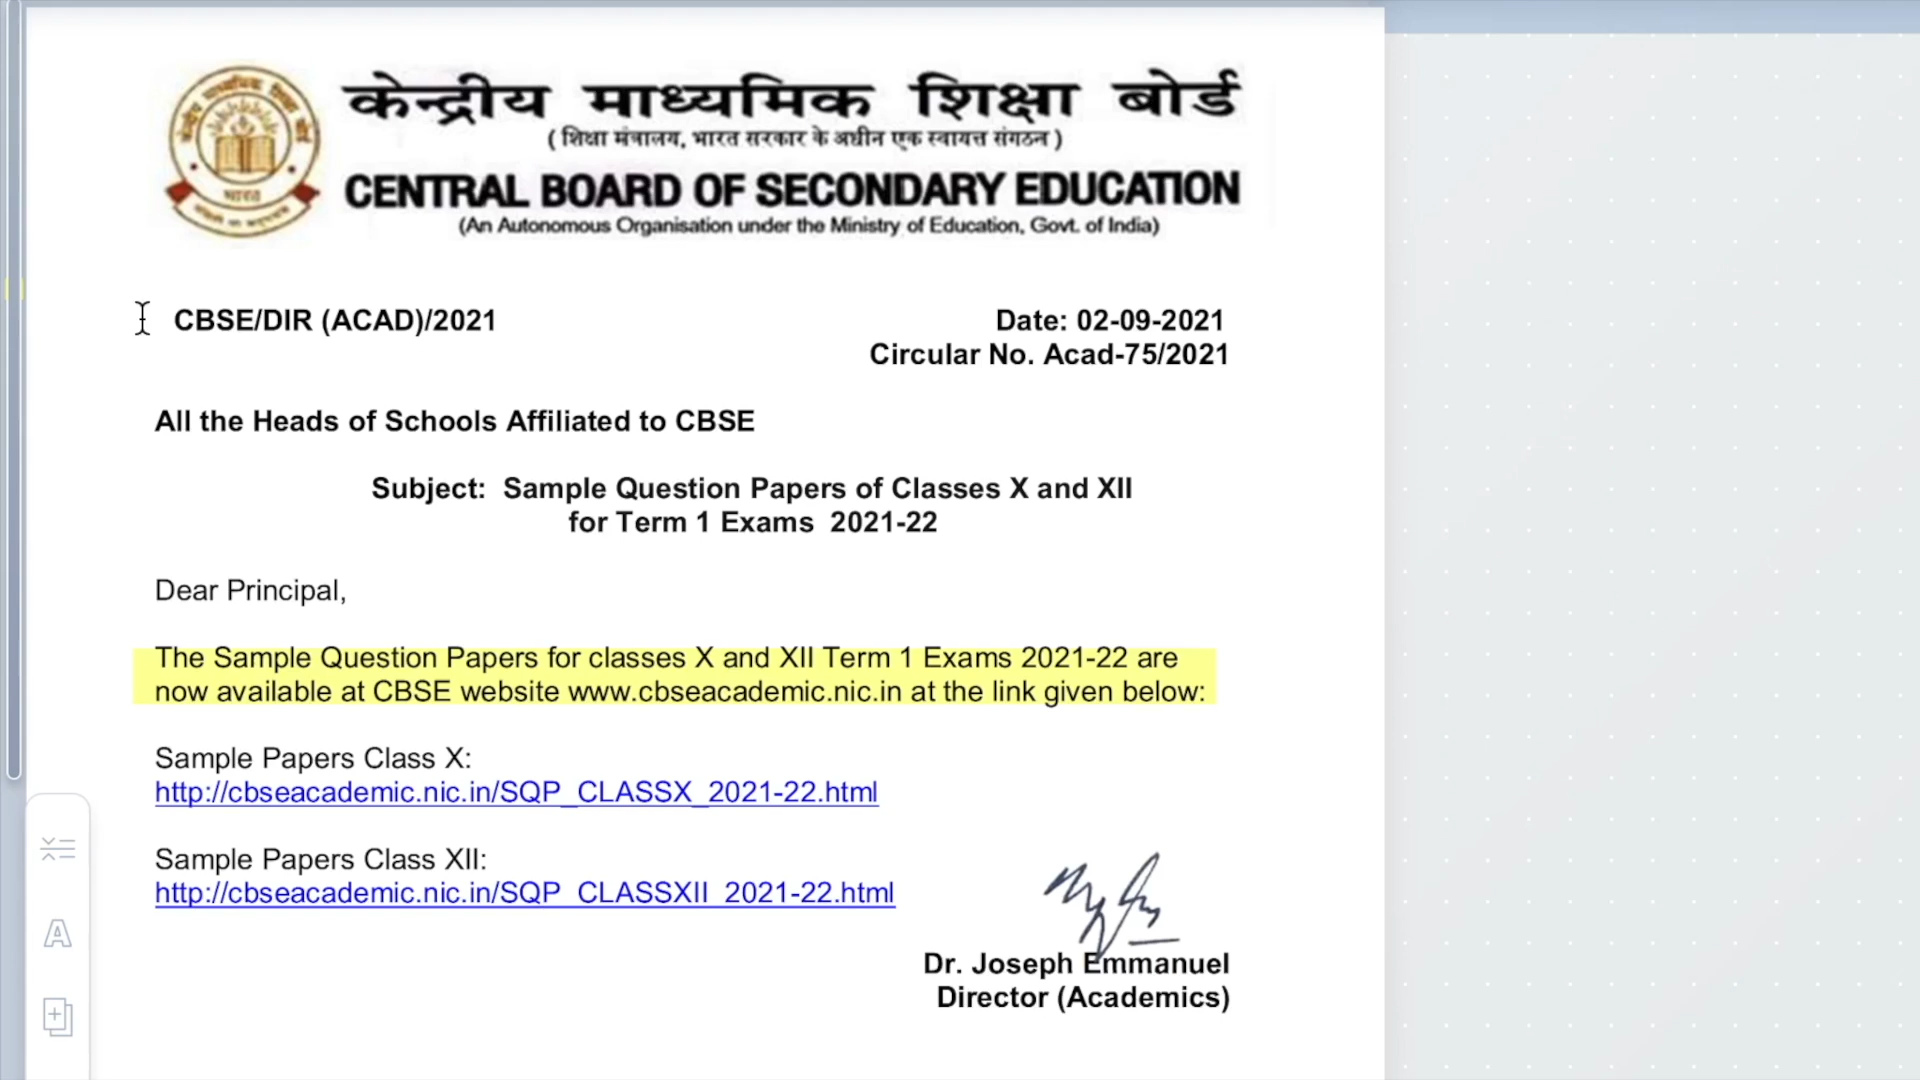 केन्द्रीय माध्यमिक शिक्षा बोर्ड
( शिक्षा मंत्रालय, भारत सरकार के अधीन एक स्वायत्त संगठन )
CENTRAL BOARD OF SECONDARY EDUCATION
(An Autonomous Organisation under the Ministry of Education, Govt. of India)
भारत
CBSE/DIR (ACAD)/2021
Date: 02-09-2021
Circular No. Acad-75/2021
All the Heads of Schools Affiliated to CBSE
Subject: Sample Question Papers of Classes X and XII
for Term 1 Exams 2021-22
Dear Principal,
The Sample Question Papers for classes X and XII Term 1 Exams 2021-22 are
now available at CBSE website www.cbseacademic.nic.in at the link given below:
Sample Papers Class X:
http://cbseacademic.nic.in/SQP_CLASSX_2021-22.html
Sample Papers Class XII:
http://cbseacademic.nic.in/SQP_CLASSXII_2021-22.html
Dr. Joseph Emmanuel
Director (Academics)
A